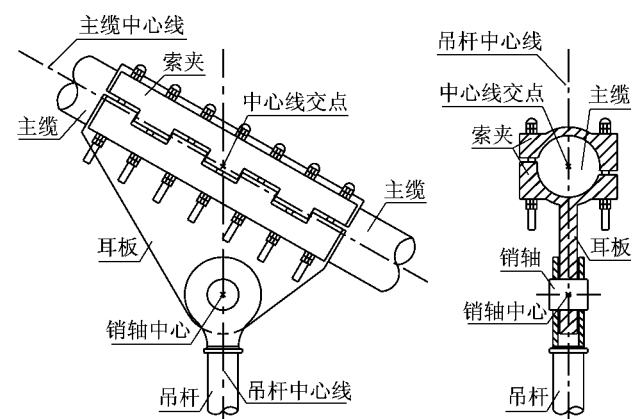 主缆中心线
索夹
中心线交点
主缆
主缆
耳板
销轴中心
吊杆
吊杆中心线
吊杆中心线
中心线交点
主缆
索夹
耳板
销轴
销轴中心
吊杆